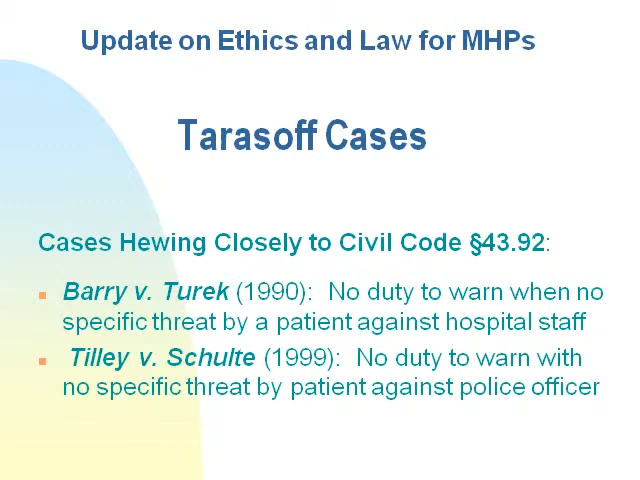 Update on Ethics and Law for MHPs
Tarasoff Cases
Cases Hewing Closely to Civil Code §43.92:
Barry v. Turek (1990): No duty to warn when no
specific threat by a patient against hospital staff
Tilley v. Schulte (1999): No duty to warn with
no specific threat by patient against police officer